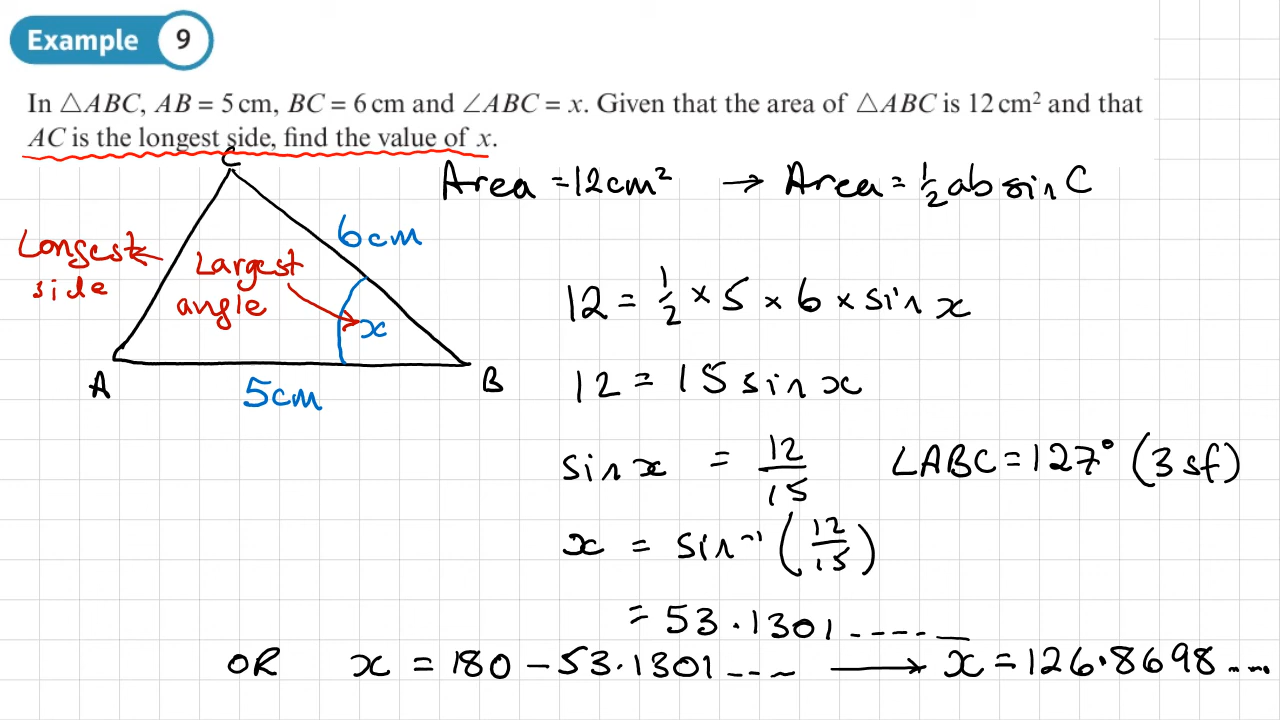 Example 9
In △ABC, AB = 5 cm, BC = 6 cm and ∠ABC = x. Given that the area of △ABC is 12 cm² and that
AC is the longest side, find the value of x.
C
Area = 12cm² → Area = ½ ab sin C
Longest
side
6cm
Largest
angle
x
A
B
5cm
12 = ½ × 5 × 6 × sin x
12 = 15 sin x
sin x = 12/15
∠ABC = 127° (3 sf)
x = sin⁻¹ (12/15)
= 53.1301.....
OR x = 180 - 53.1301.... → x = 126.8698.....